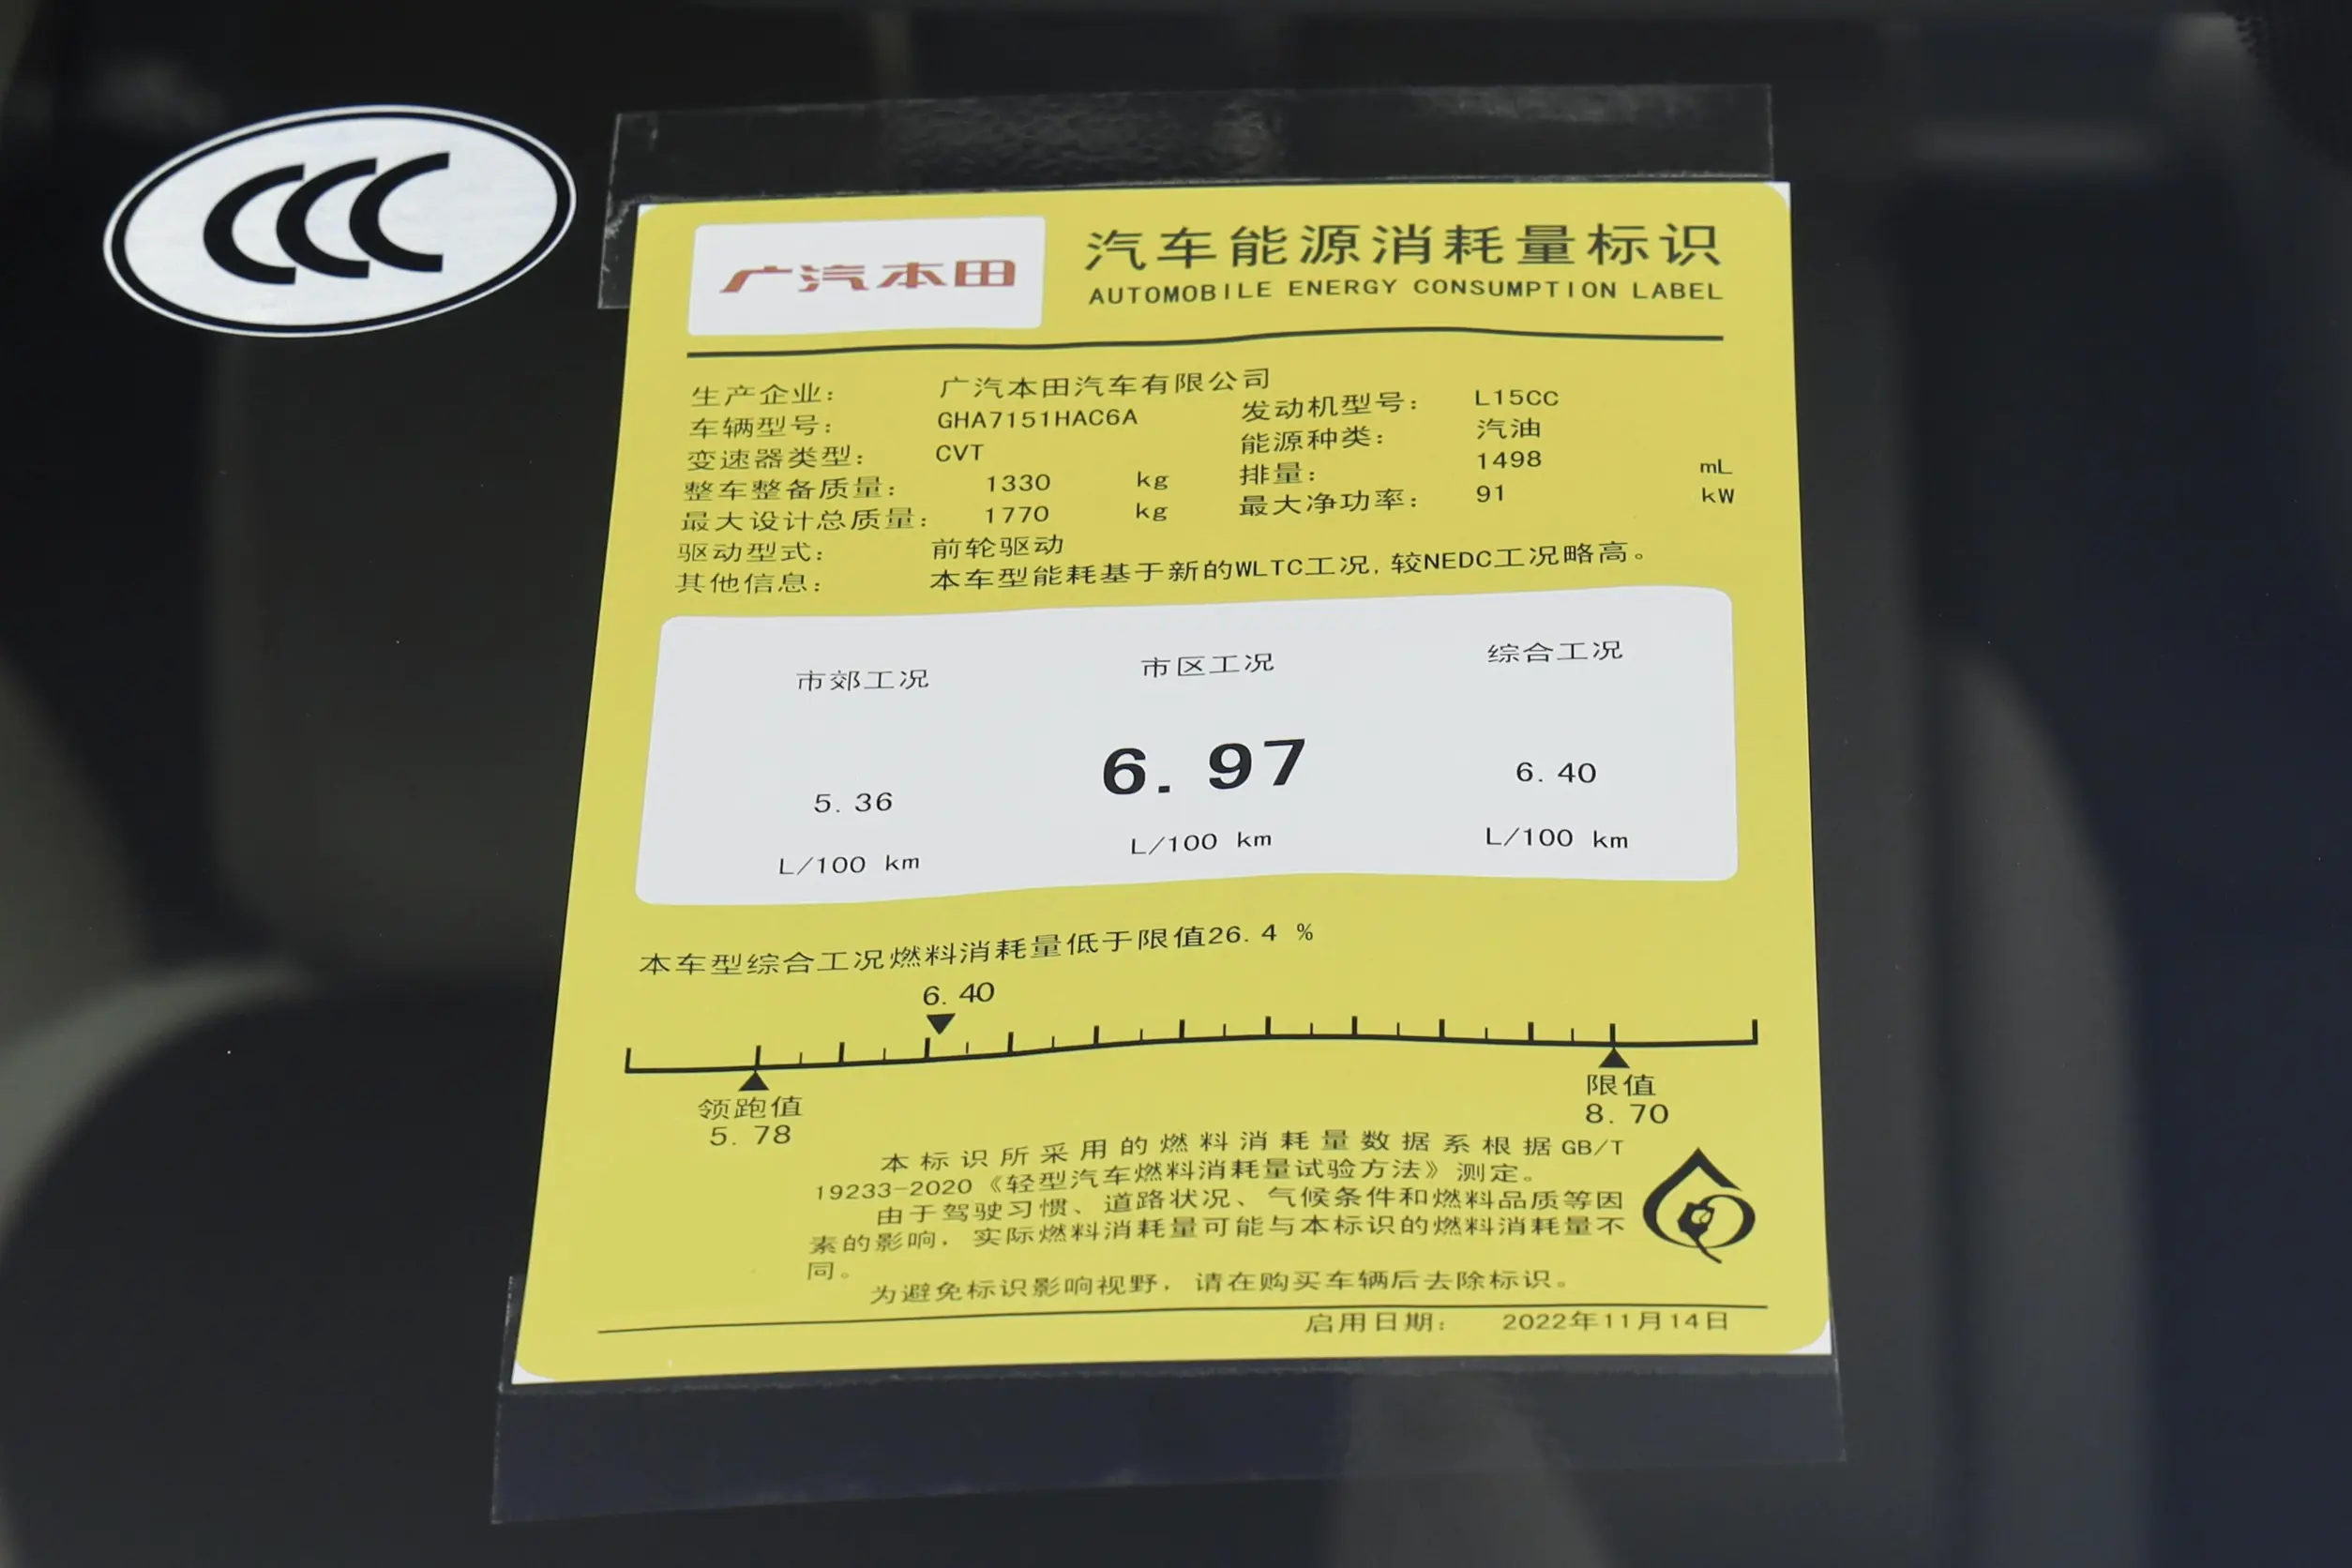 CCC
广汽本田
汽车能源消耗量标识
AUTOMOBILE ENERGY CONSUMPTION LABEL
生产企业： 广汽本田汽车有限公司
车辆型号： GHA7151HAC6A 发动机型号： L15CC
变速器类型： CVT 能源种类： 汽油
整车整备质量： 1330 kg 排量： 1498 mL
最大设计总质量： 1770 kg 最大净功率： 91 kW
驱动型式： 前轮驱动
其他信息： 本车型能耗基于新的WLTC工况,较NEDC工况略高。
市郊工况 市区工况 综合工况
5.36 6.97 6.40
L/100 km L/100 km L/100 km
本车型综合工况燃料消耗量低于限值26.4 %
6.40
领跑值 限值
5.78 8.70
本标识所采用的燃料消耗量数据系根据GB/T
19233-2020《轻型汽车燃料消耗量试验方法》测定。
由于驾驶习惯、道路状况、气候条件和燃料品质等因
素的影响，实际燃料消耗量可能与本标识的燃料消耗量不
同。
为避免标识影响视野，请在购买车辆后去除标识。
启用日期： 2022年11月14日